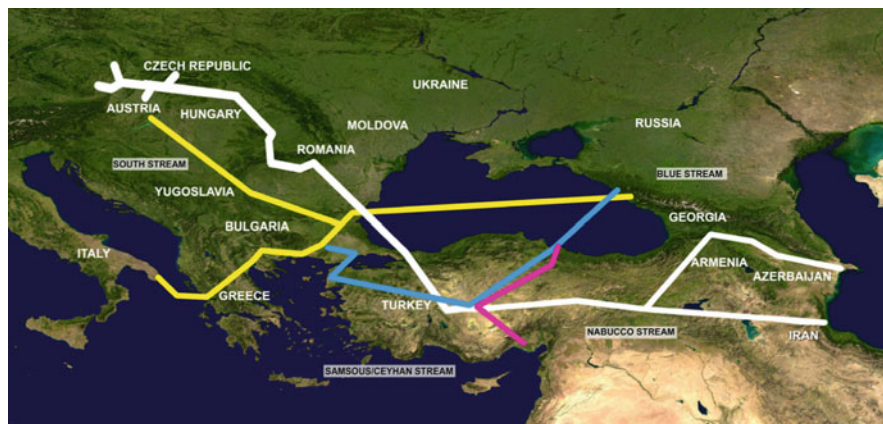 CZECH REPUBLIC
UKRAINE
AUSTRIA
HUNGARY
MOLDOVA
RUSSIA
ROMANIA
SOUTH STREAM
BLUE STREAM
YUGOSLAVIA
GEORGIA
BULGARIA
ITALY
ARMENIA
AZERBAIJAN
GREECE
TURKEY
NABUCCO STREAM
IRAN
SAMSOUS/CEYHAN STREAM